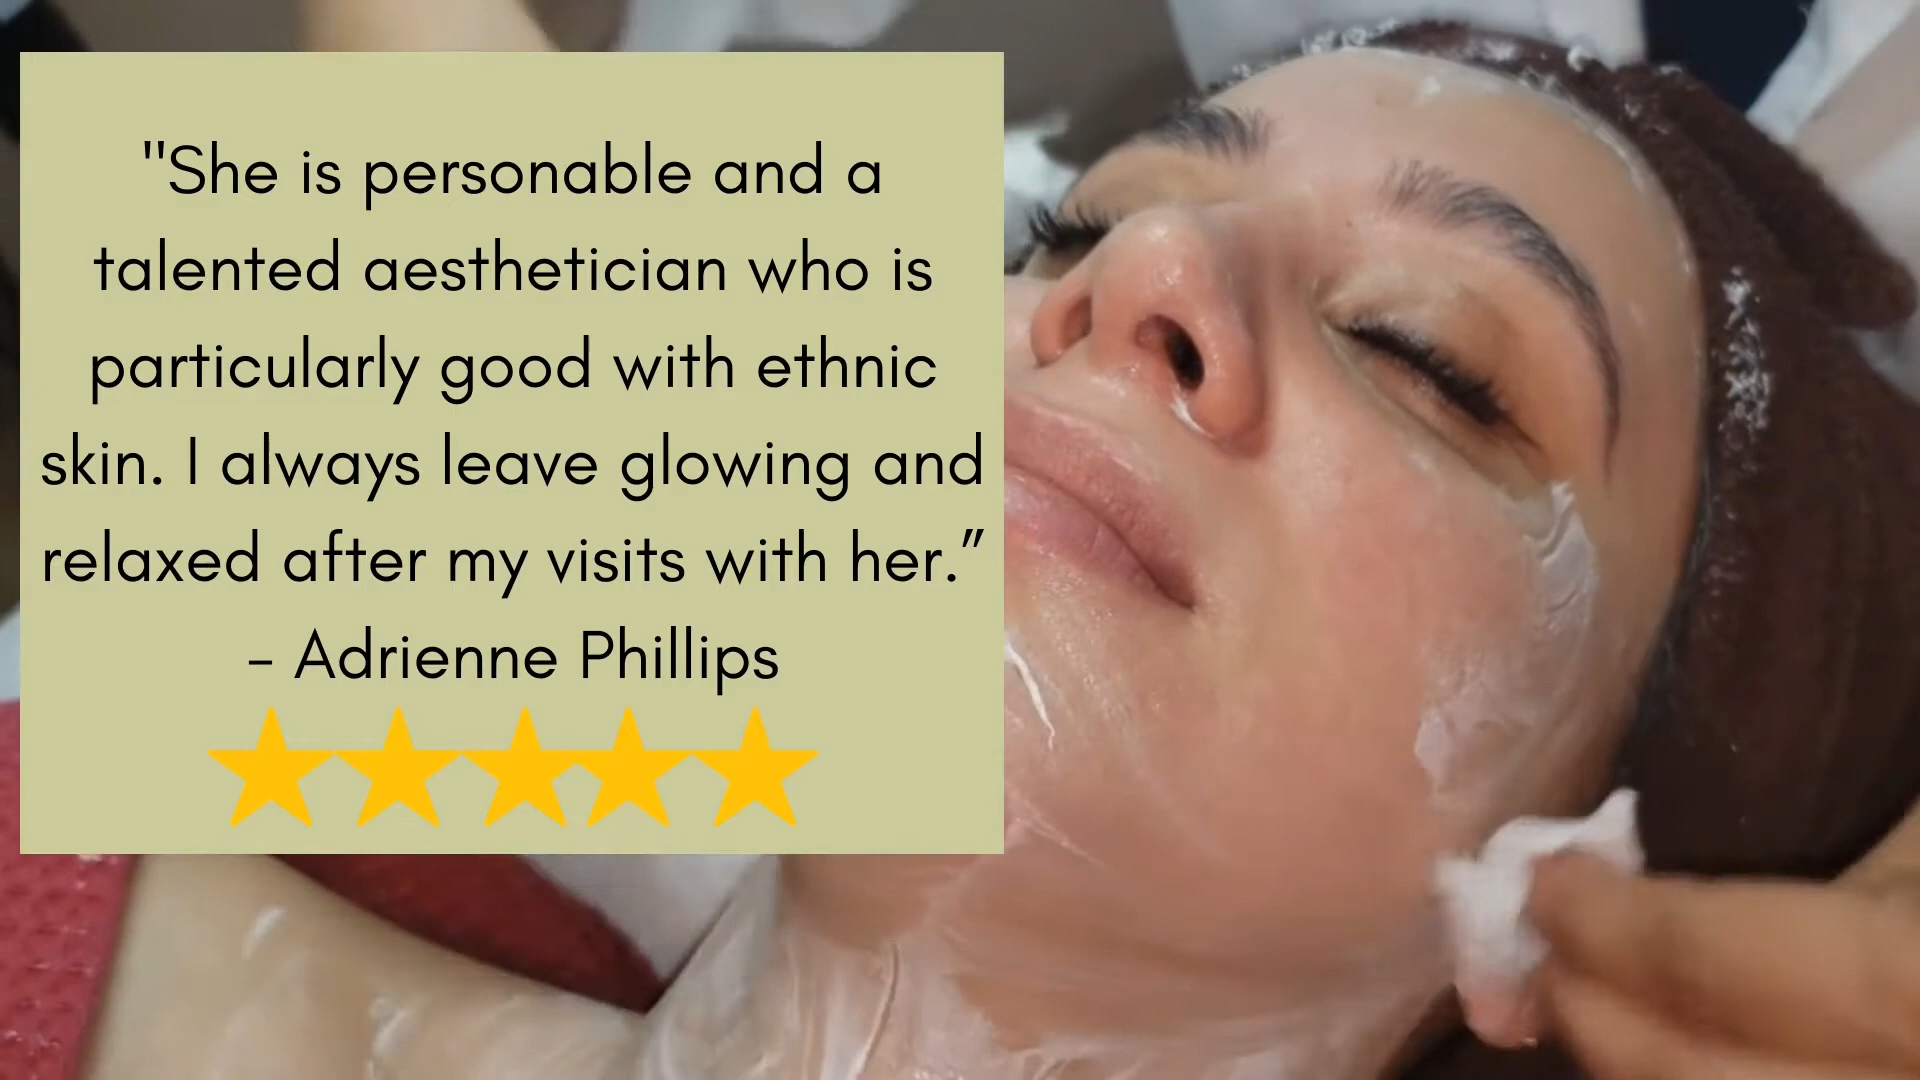 "She is personable and a
talented aesthetician who is
particularly good with ethnic
skin. I always leave glowing and
relaxed after my visits with her.”
– Adrienne Phillips